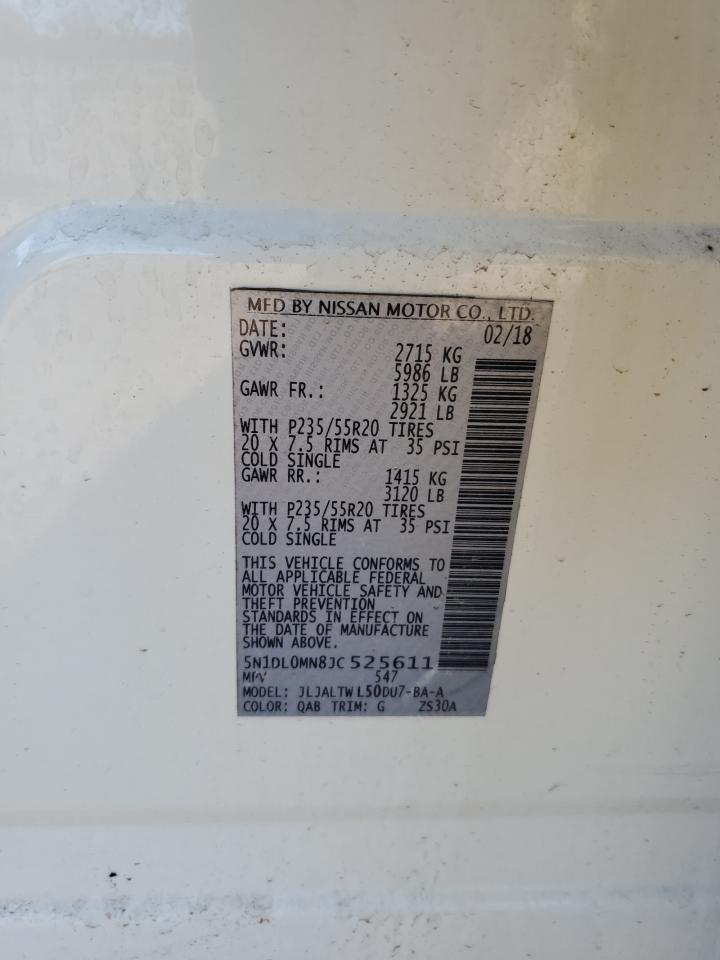 MFD BY NISSAN MOTOR CO., LTD.
DATE: 02/18
GVWR: 2715 KG
5986 LB
GAWR FR.: 1325 KG
2921 LB
WITH P235/55R20 TIRES
20 X 7.5 RIMS AT 35 PSI
COLD SINGLE
GAWR RR.: 1415 KG
3120 LB
WITH P235/55R20 TIRES
20 X 7.5 RIMS AT 35 PSI
COLD SINGLE
THIS VEHICLE CONFORMS TO
ALL APPLICABLE FEDERAL
MOTOR VEHICLE SAFETY AND
THEFT PREVENTION
STANDARDS IN EFFECT ON
THE DATE OF MANUFACTURE
SHOWN ABOVE.
5N1DL0MN8JC525611
MPV 547
MODEL: JLJALTWL50DU7-BA-A
COLOR: QAB TRIM: G ZS30A